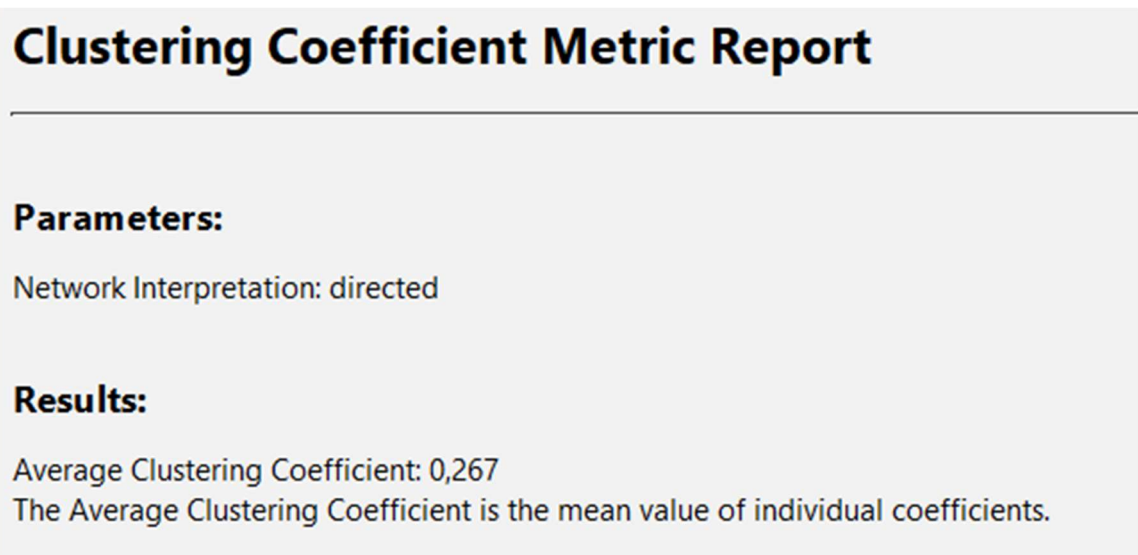 Clustering Coefficient Metric Report
Parameters:
Network Interpretation: directed
Results:
Average Clustering Coefficient: 0,267
The Average Clustering Coefficient is the mean value of individual coefficients.